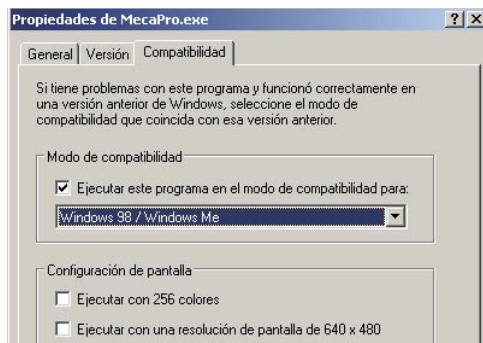 Propiedades de MecaPro.exe
General Versión Compatibilidad
Si tiene problemas con este programa y funcionó correctamente en
una versión anterior de Windows, seleccione el modo de
compatibilidad que coincida con esa versión anterior.
Modo de compatibilidad
Ejecutar este programa en el modo de compatibilidad para:
Windows 98 / Windows Me
Configuración de pantalla
Ejecutar con 256 colores
Ejecutar con una resolución de pantalla de 640 x 480